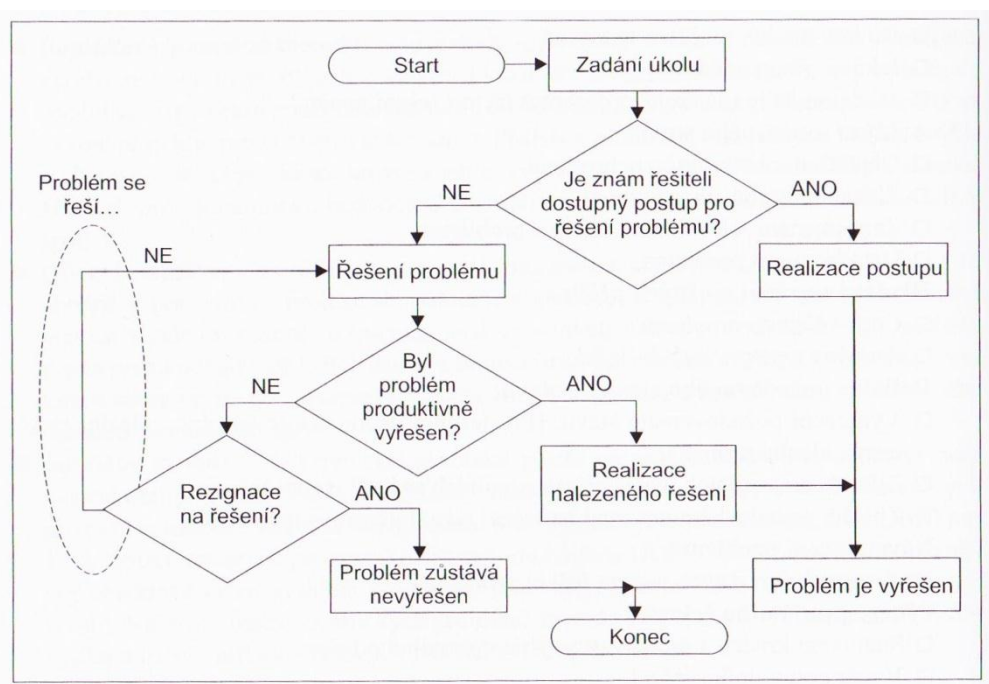 Start
Zadání úkolu
Je znám řešiteli
dostupný postup pro
řešení problému?
NE
ANO
Problém se
řeší...
NE
Řešení problému
Realizace postupu
Byl
problém
produktivně
vyřešen?
NE
ANO
Realizace
nalezeného řešení
Rezignace
na řešení?
ANO
Problém zůstává
nevyřešen
Problém je vyřešen
Konec